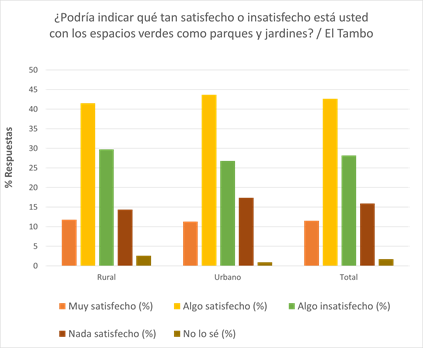 ¿Podría indicar qué tan satisfecho o insatisfecho está usted
con los espacios verdes como parques y jardines? / El Tambo
% Respuestas
50
45
40
35
30
25
20
15
10
5
0
Rural
Urbano
Total
Muy satisfecho (%)
Algo satisfecho (%)
Algo insatisfecho (%)
Nada satisfecho (%)
No lo sé (%)